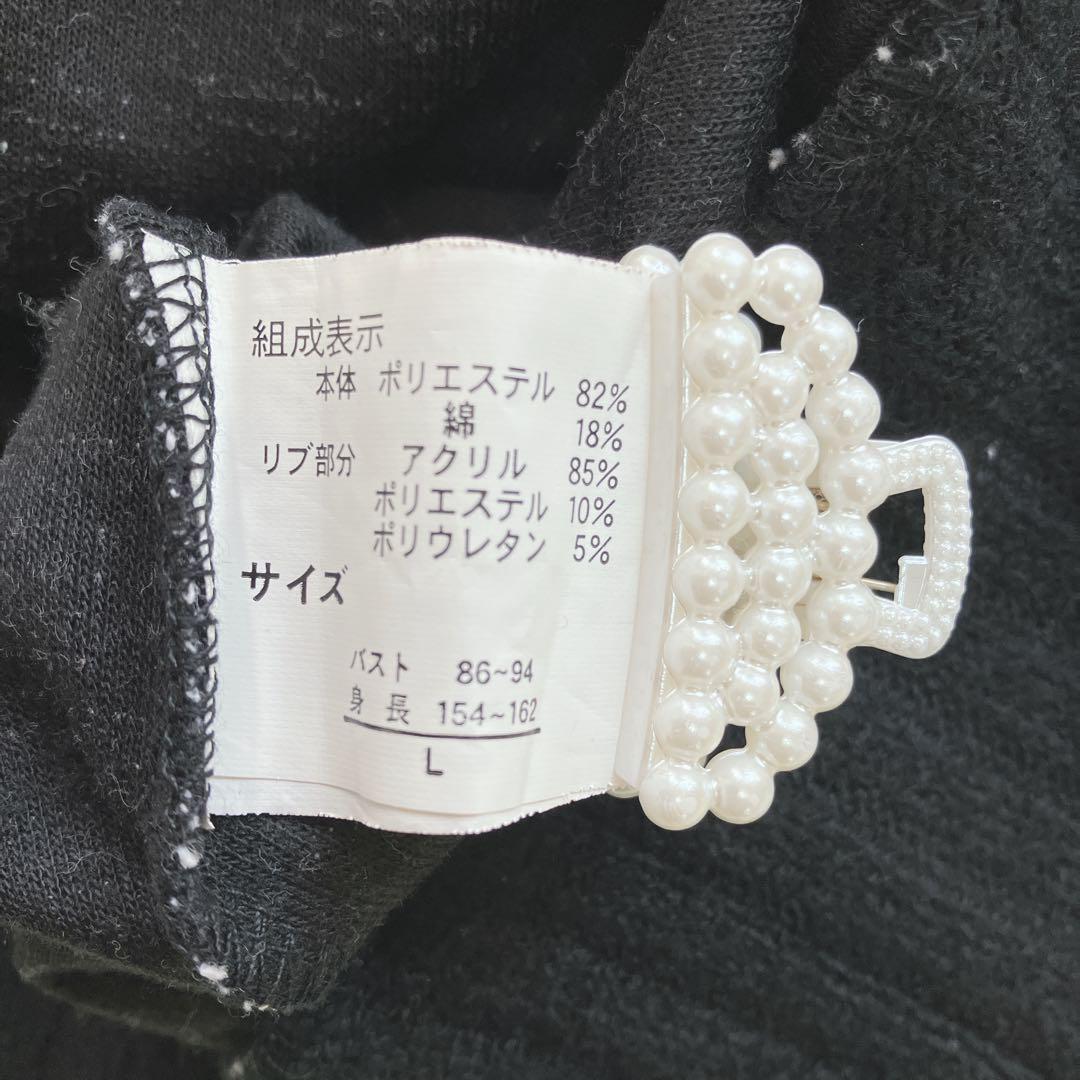 組成表示
本体 ポリエステル 82%
綿 18%
リブ部分 アクリル 85%
ポリエステル 10%
ポリウレタン 5%
サイズ
バスト 86~94
身長 154~162
L